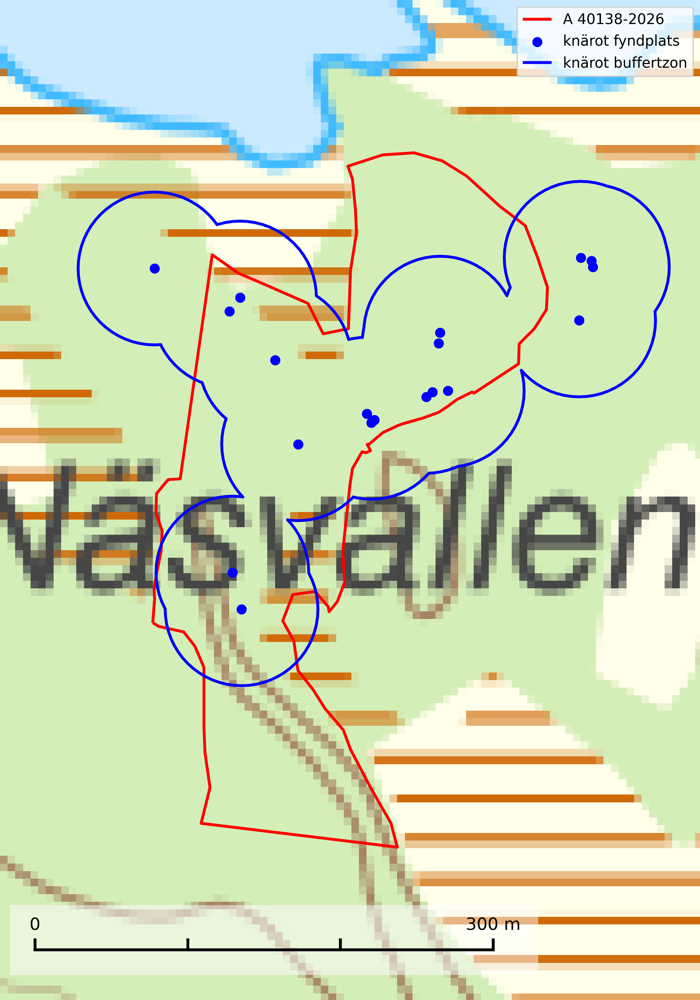 A 40138-2026
knärot fyndplats
knärot buffertzon
Väsvallen
0
300 m